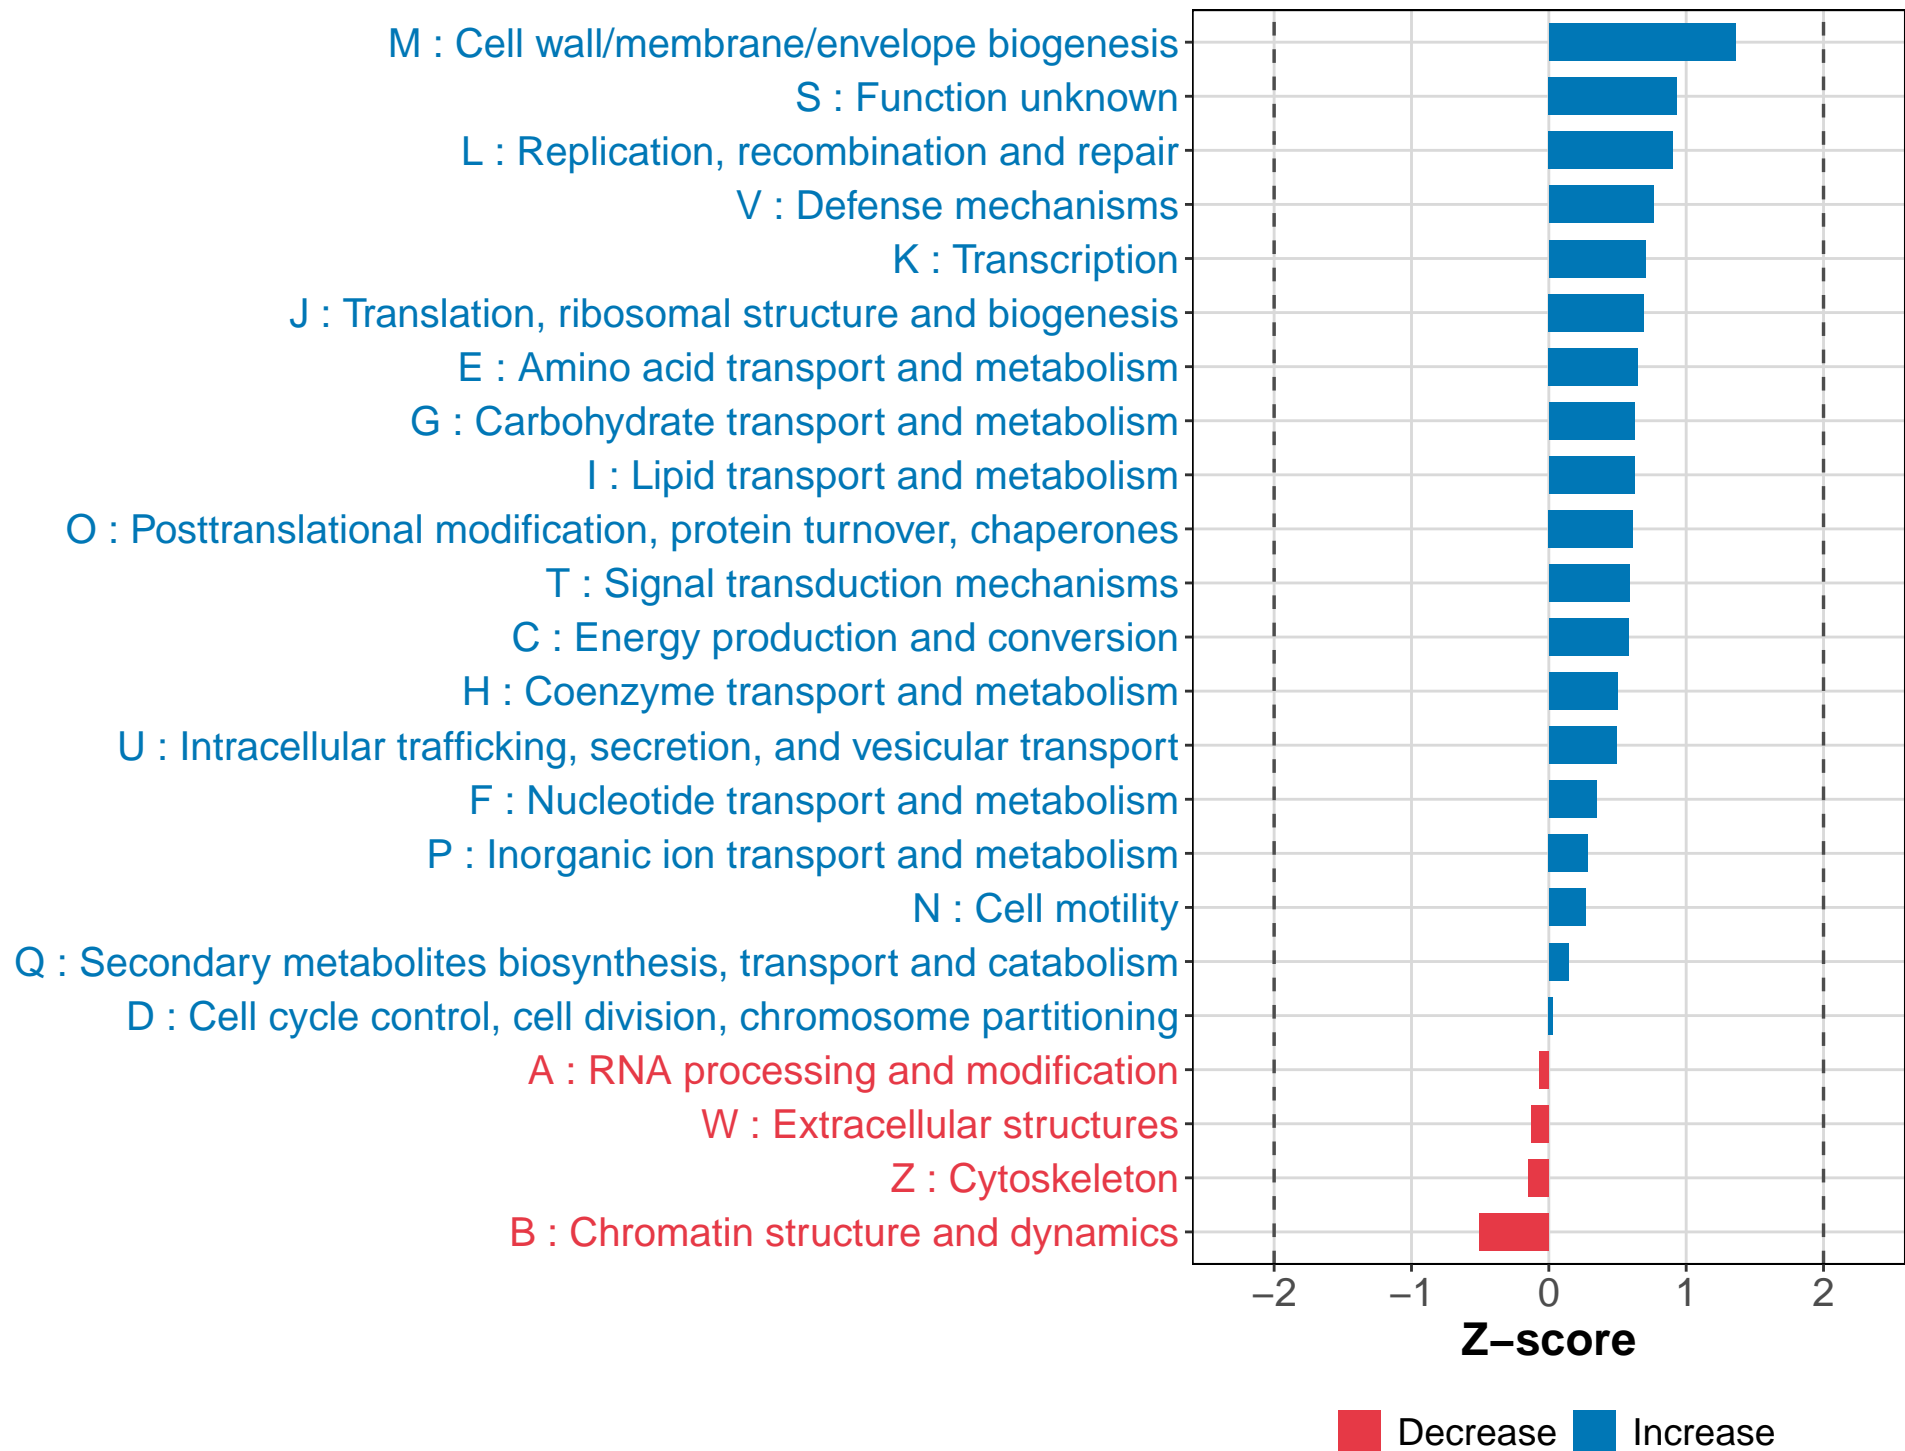 M : Cell wall/membrane/envelope biogenesis
S : Function unknown
L : Replication, recombination and repair
V : Defense mechanisms
K : Transcription
J : Translation, ribosomal structure and biogenesis
E : Amino acid transport and metabolism
G : Carbohydrate transport and metabolism
I : Lipid transport and metabolism
O : Posttranslational modification, protein turnover, chaperones
T : Signal transduction mechanisms
C : Energy production and conversion
H : Coenzyme transport and metabolism
U : Intracellular trafficking, secretion, and vesicular transport
F : Nucleotide transport and metabolism
P : Inorganic ion transport and metabolism
N : Cell motility
Q : Secondary metabolites biosynthesis, transport and catabolism
D : Cell cycle control, cell division, chromosome partitioning
A : RNA processing and modification
W : Extracellular structures
Z : Cytoskeleton
B : Chromatin structure and dynamics
−2 −1 0 1 2
Z−score
Decrease Increase